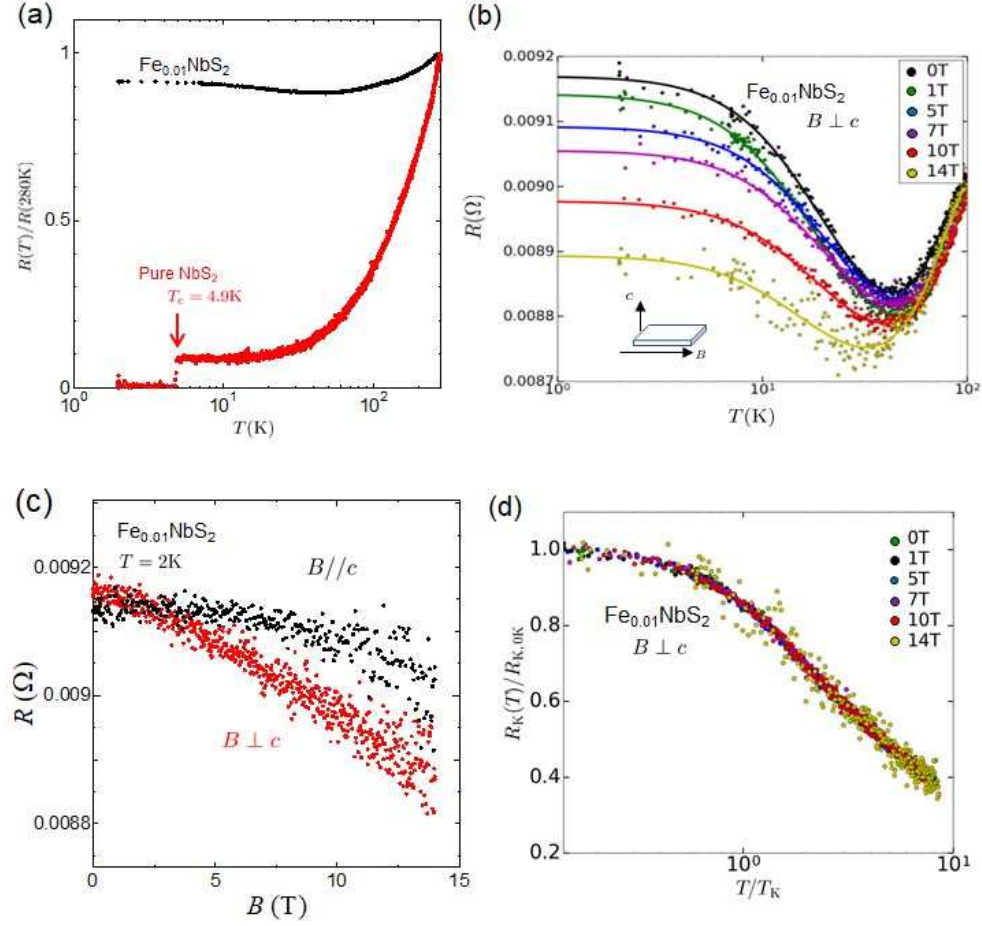 (a)
1
0.5
0
R(T)/R(280K)
Fe0.01NbS2
Pure NbS2
Tc = 4.9K
10^0
10^1
10^2
T(K)
(b)
0.0092
0.0091
0.0090
0.0089
0.0088
0.0087
R(Ω)
Fe0.01NbS2
B ⊥ c
0T
1T
5T
7T
10T
14T
c
B
10^0
10^1
10^2
T(K)
(c)
Fe0.01NbS2
T = 2K
B//c
B ⊥ c
0.0092
0.009
0.0088
R (Ω)
0
5
10
15
B (T)
(d)
1.0
0.8
0.6
0.4
0.2
RK(T)/RK,0K
Fe0.01NbS2
B ⊥ c
0T
1T
5T
7T
10T
14T
10^0
10^1
T/TK